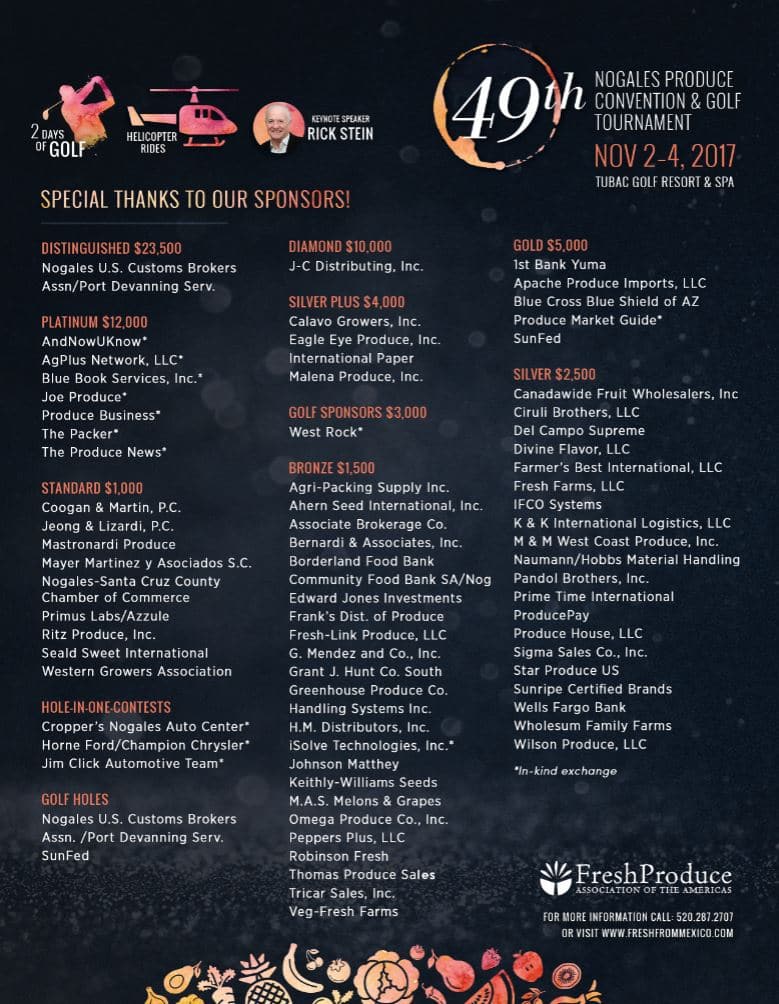 2 DAYS
OF GOLF
HELICOPTER
RIDES
KEYNOTE SPEAKER
RICK STEIN
49th
NOGALES PRODUCE
CONVENTION & GOLF
TOURNAMENT
NOV 2-4, 2017
TUBAC GOLF RESORT & SPA
SPECIAL THANKS TO OUR SPONSORS!
DISTINGUISHED $23,500
Nogales U.S. Customs Brokers
Assn/Port Devanning Serv.
PLATINUM $12,000
AndNowUKnow*
AgPlus Network, LLC*
Blue Book Services, Inc.*
Joe Produce*
Produce Business*
The Packer*
The Produce News*
STANDARD $1,000
Coogan & Martin, P.C.
Jeong & Lizardi, P.C.
Mastronardi Produce
Mayer Martinez y Asociados S.C.
Nogales-Santa Cruz County
Chamber of Commerce
Primus Labs/Azzule
Ritz Produce, Inc.
Seald Sweet International
Western Growers Association
HOLE-IN-ONE-CONTESTS
Cropper's Nogales Auto Center*
Horne Ford/Champion Chrysler*
Jim Click Automotive Team*
GOLF HOLES
Nogales U.S. Customs Brokers
Assn. /Port Devanning Serv.
SunFed
DIAMOND $10,000
J-C Distributing, Inc.
SILVER PLUS $4,000
Calavo Growers, Inc.
Eagle Eye Produce, Inc.
International Paper
Malena Produce, Inc.
GOLF SPONSORS $3,000
West Rock*
BRONZE $1,500
Agri-Packing Supply Inc.
Ahern Seed International, Inc.
Associate Brokerage Co.
Bernardi & Associates, Inc.
Borderland Food Bank
Community Food Bank SA/Nog
Edward Jones Investments
Frank's Dist. of Produce
Fresh-Link Produce, LLC
G. Mendez and Co., Inc.
Grant J. Hunt Co. South
Greenhouse Produce Co.
Handling Systems Inc.
H.M. Distributors, Inc.
iSolve Technologies, Inc.*
Johnson Matthey
Keithly-Williams Seeds
M.A.S. Melons & Grapes
Omega Produce Co., Inc.
Peppers Plus, LLC
Robinson Fresh
Thomas Produce Sales
Tricar Sales, Inc.
Veg-Fresh Farms
GOLD $5,000
1st Bank Yuma
Apache Produce Imports, LLC
Blue Cross Blue Shield of AZ
Produce Market Guide*
SunFed
SILVER $2,500
Canadawide Fruit Wholesalers, Inc
Ciruli Brothers, LLC
Del Campo Supreme
Divine Flavor, LLC
Farmer's Best International, LLC
Fresh Farms, LLC
IFCO Systems
K & K International Logistics, LLC
M & M West Coast Produce, Inc.
Naumann/Hobbs Material Handling
Pandol Brothers, Inc.
Prime Time International
ProducePay
Produce House, LLC
Sigma Sales Co., Inc.
Star Produce US
Sunripe Certified Brands
Wells Fargo Bank
Wholesum Family Farms
Wilson Produce, LLC
*In-kind exchange
FreshProduce
ASSOCIATION OF THE AMERICAS
FOR MORE INFORMATION CALL: 520.287.2707
OR VISIT WWW.FRESHFROMMEXICO.COM